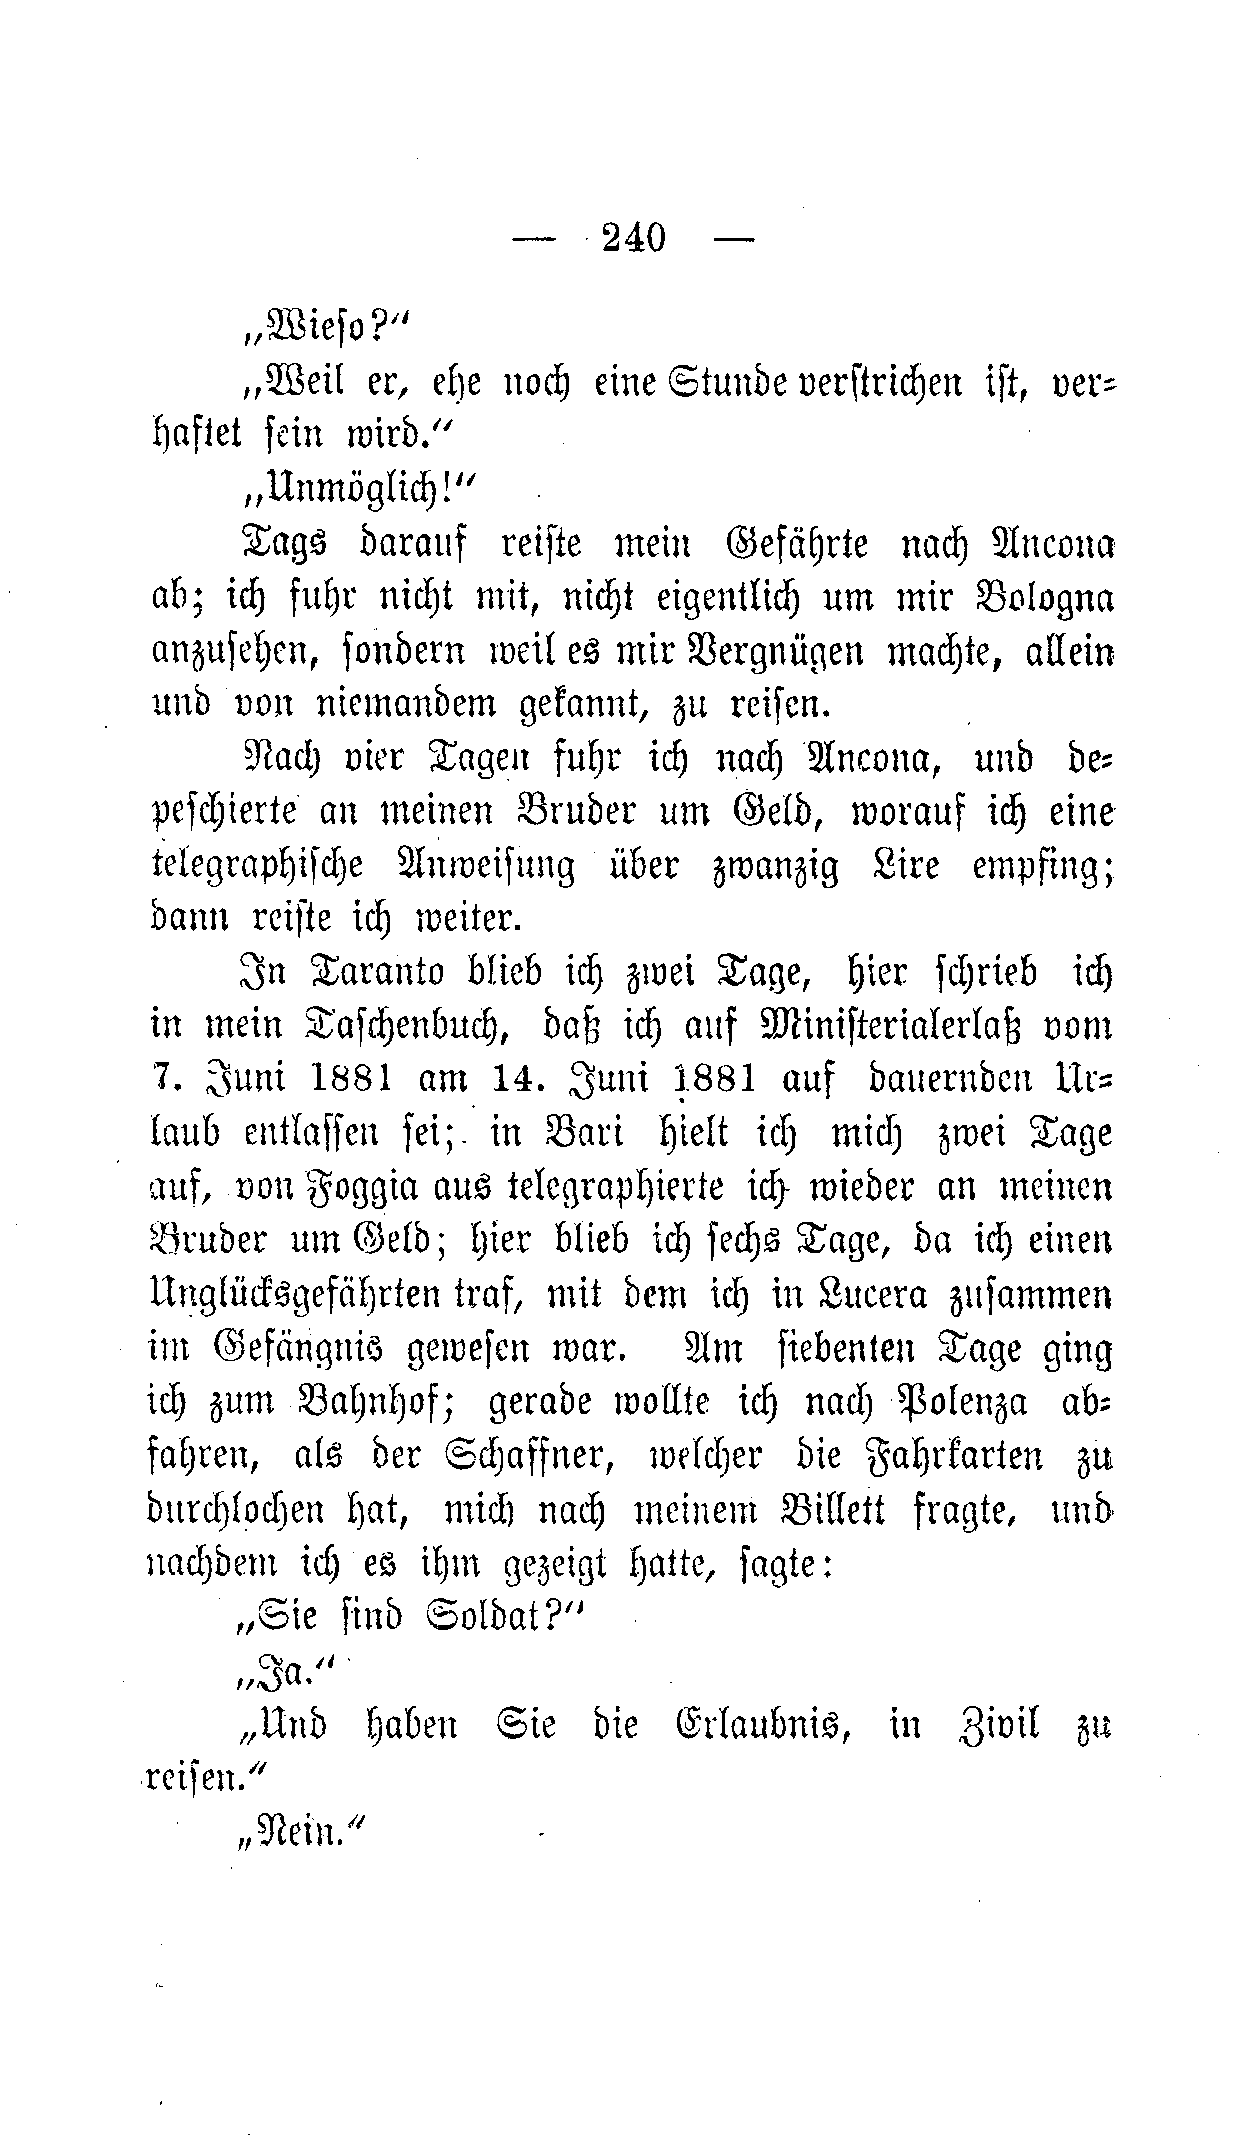 — 240 —
„Wieso?“
„Weil er, ehe noch eine Stunde verstrichen ist, ver-
haftet sein wird.“
„Unmöglich!“
Tags darauf reiste mein Gefährte nach Ancona
ab; ich fuhr nicht mit, nicht eigentlich um mir Bologna
anzusehen, sondern weil es mir Vergnügen machte, allein
und von niemandem gekannt, zu reisen.
Nach vier Tagen fuhr ich nach Ancona, und de-
peschierte an meinen Bruder um Geld, worauf ich eine
telegraphische Anweisung über zwanzig Lire empfing;
dann reiste ich weiter.
In Taranto blieb ich zwei Tage, hier schrieb ich
in mein Taschenbuch, daß ich auf Ministerialerlaß vom
7. Juni 1881 am 14. Juni 1881 auf dauernden Ur-
laub entlassen sei; in Bari hielt ich mich zwei Tage
auf, von Foggia aus telegraphierte ich wieder an meinen
Bruder um Geld; hier blieb ich sechs Tage, da ich einen
Unglücksgefährten traf, mit dem ich in Lucera zusammen
im Gefängnis gewesen war. Am siebenten Tage ging
ich zum Bahnhof; gerade wollte ich nach Polenza ab-
fahren, als der Schaffner, welcher die Fahrkarten zu
durchlochen hat, mich nach meinem Billett fragte, und
nachdem ich es ihm gezeigt hatte, sagte:
„Sie sind Soldat?“
„Ja.“
„Und haben Sie die Erlaubnis, in Zivil zu
reisen.“
„Nein.“